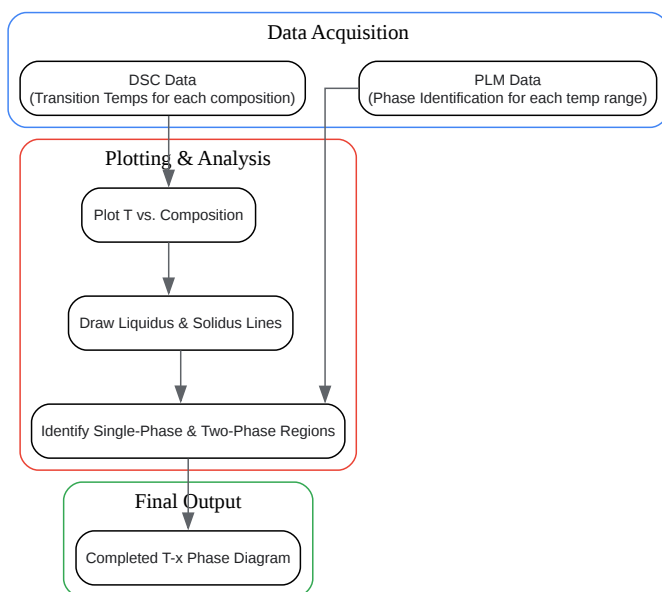 Data Acquisition
DSC Data
(Transition Temps for each composition)
PLM Data
(Phase Identification for each temp range)
Plotting & Analysis
Plot T vs. Composition
Draw Liquidus & Solidus Lines
Identify Single-Phase & Two-Phase Regions
Final Output
Completed T-x Phase Diagram